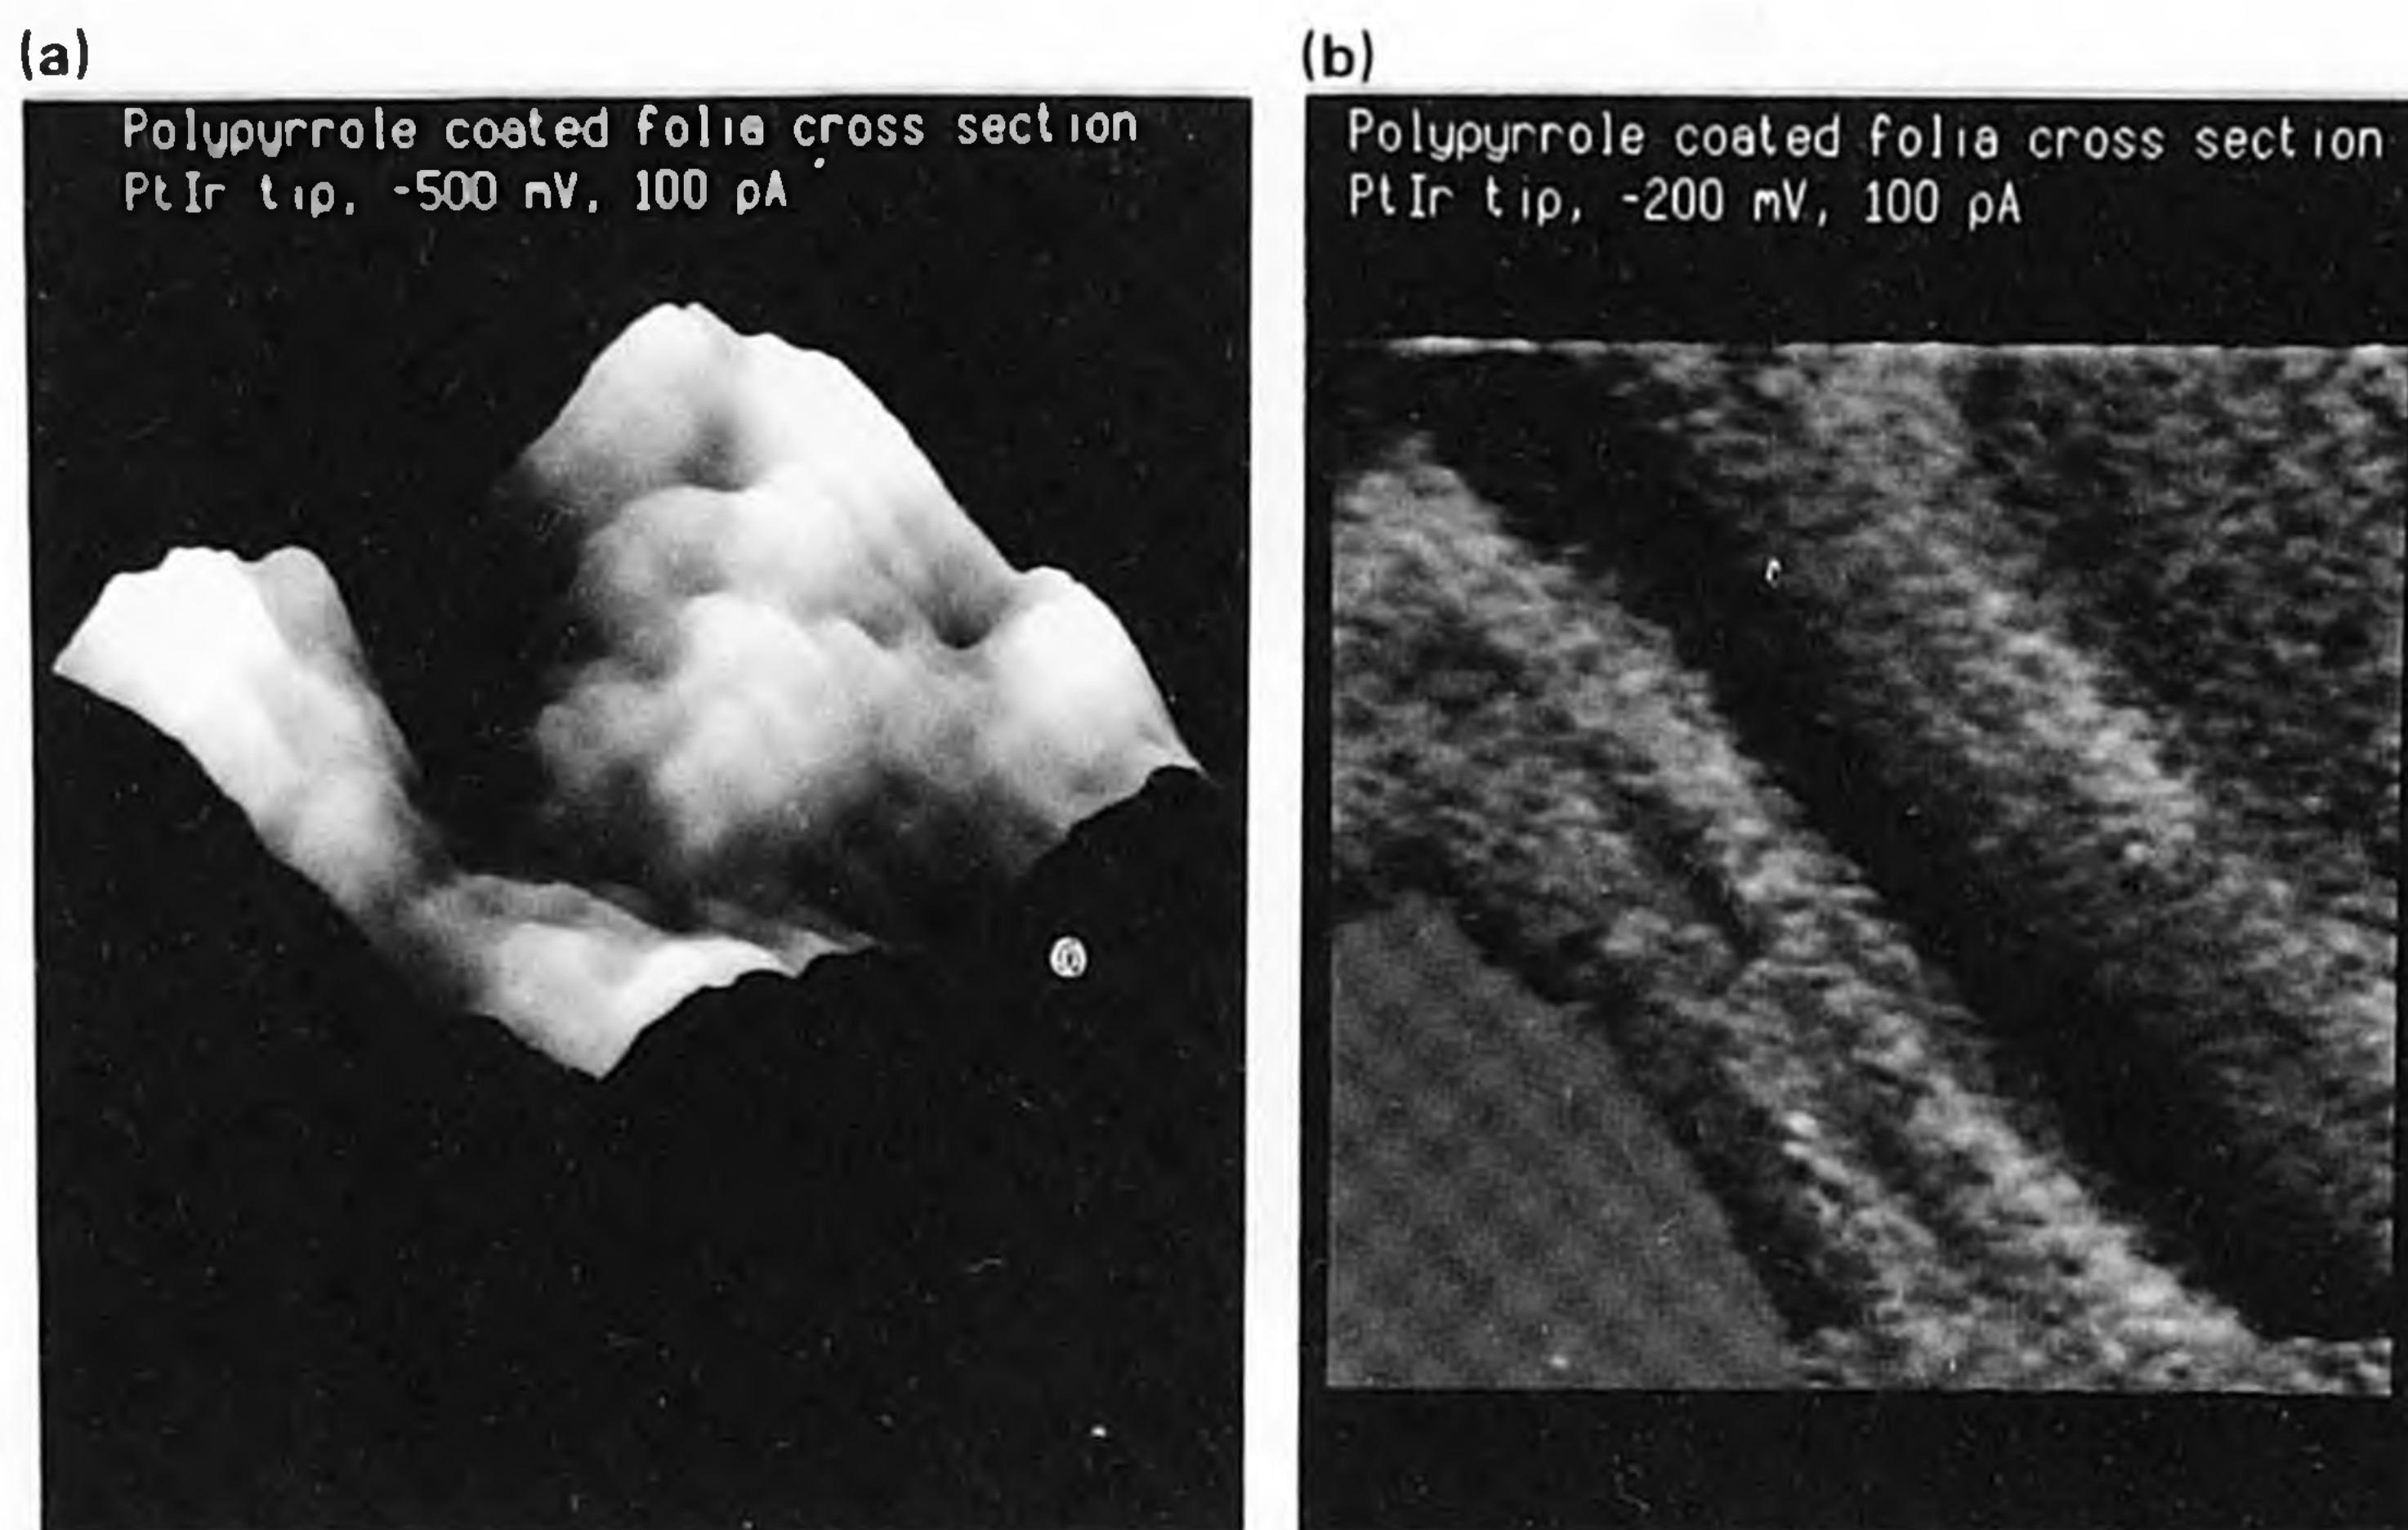 (a)
Polypyrrole coated folia cross section
PtIr tip, -500 mV, 100 pA
(b)
Polypyrrole coated folia cross section
PtIr tip, -200 mV, 100 pA